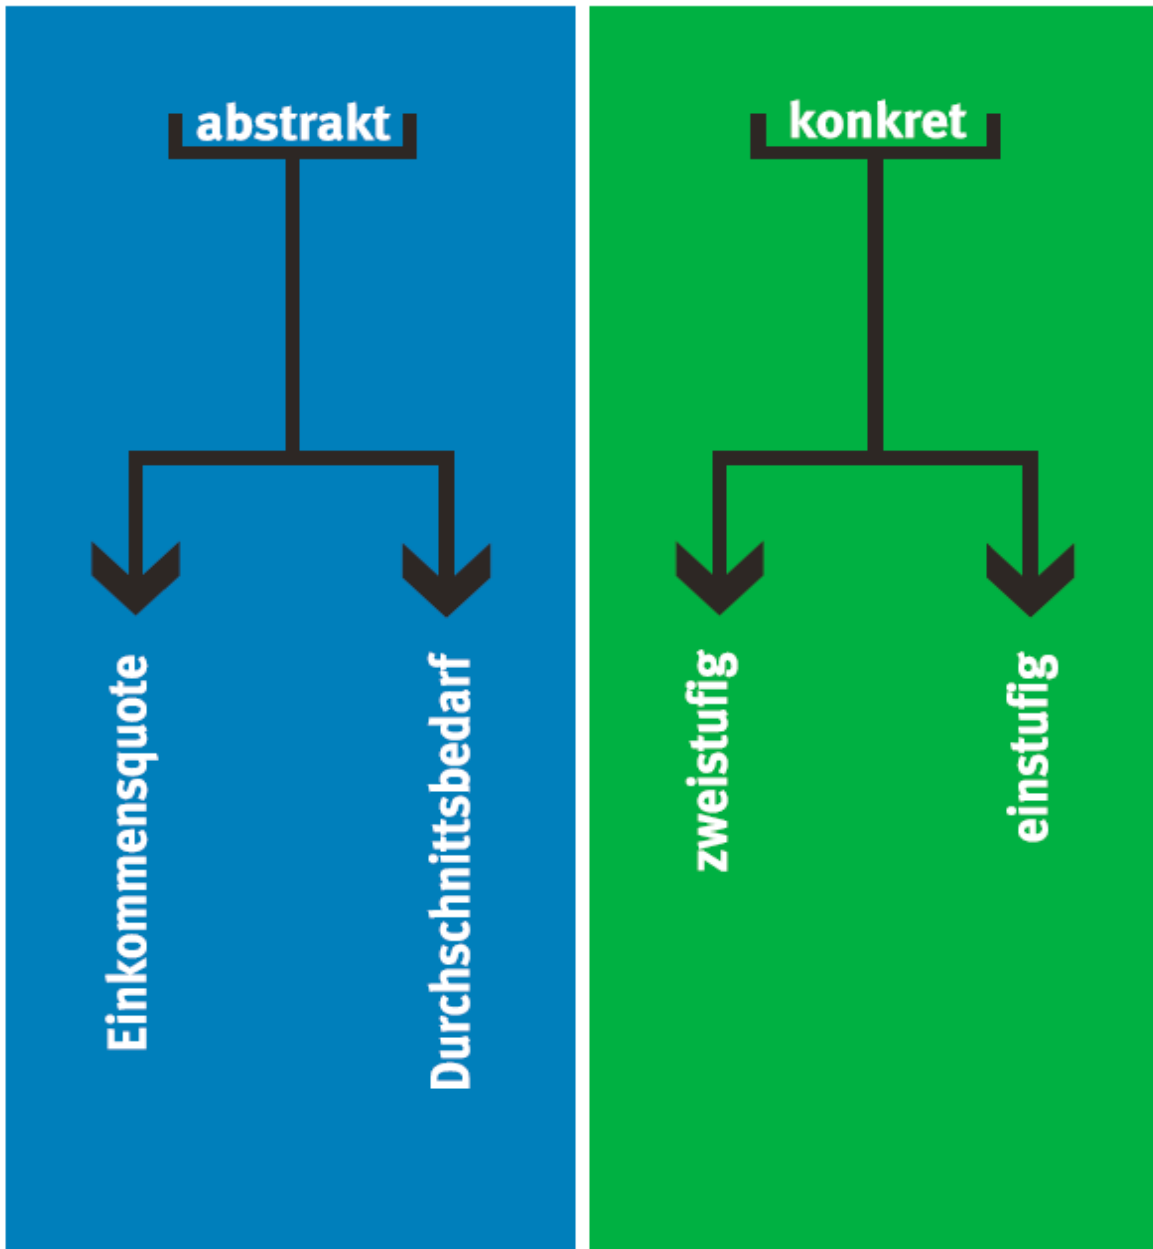 abstrakt
Einkommensquote
Durchschnittsbedarf
konkret
zweistufig
einstufig